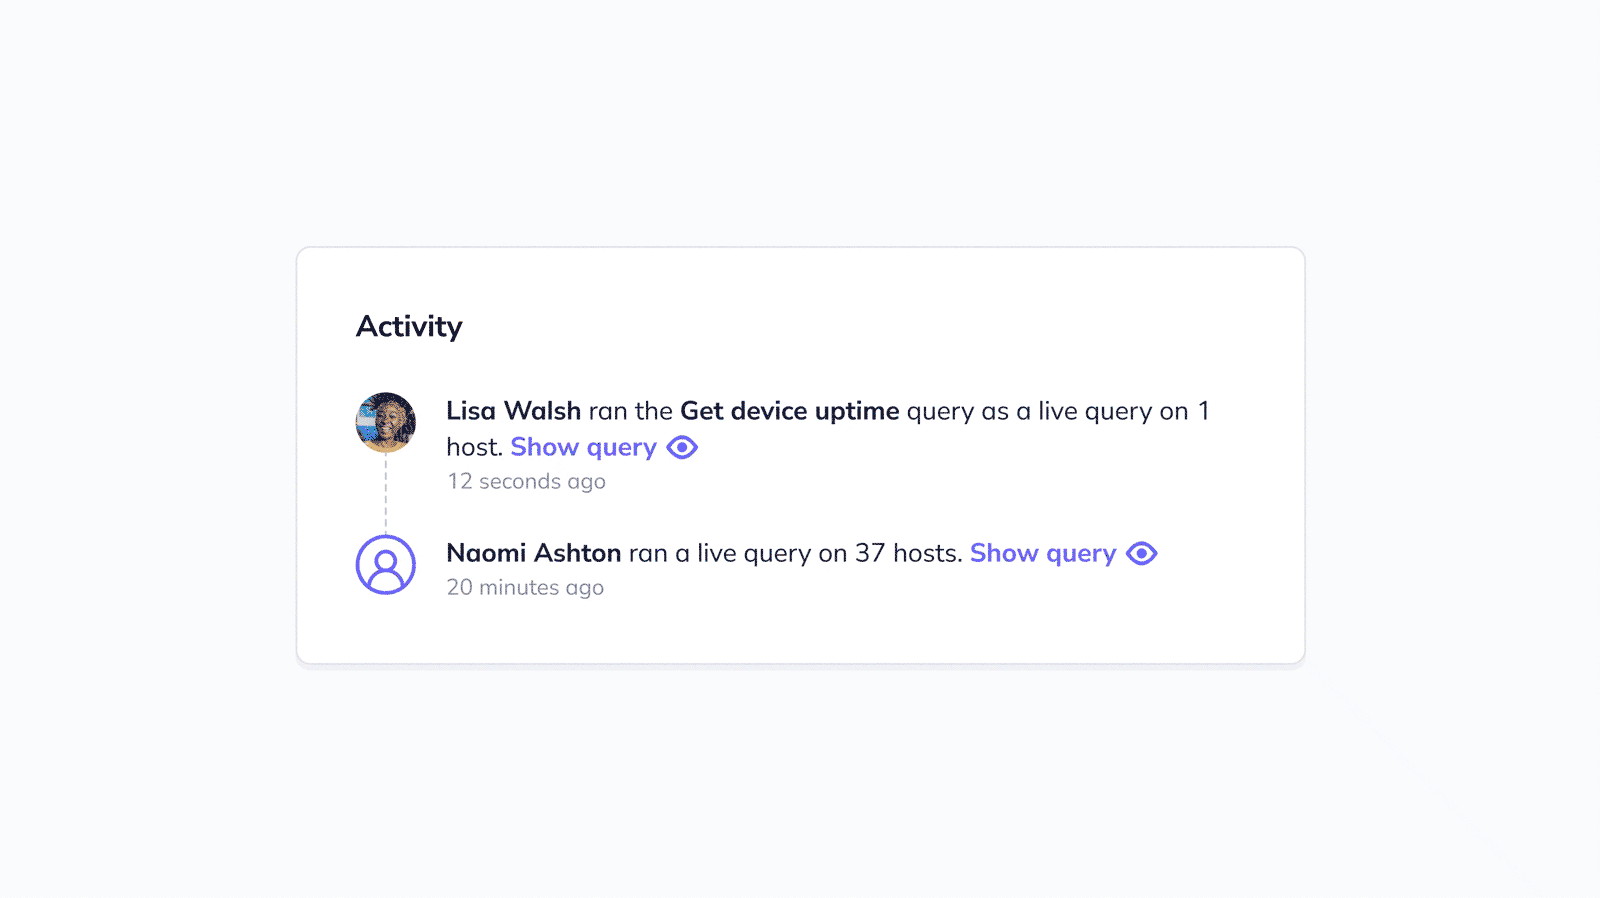 Activity
Lisa Walsh ran the Get device uptime query as a live query on 1
host. Show query
12 seconds ago
Naomi Ashton ran a live query on 37 hosts. Show query
20 minutes ago